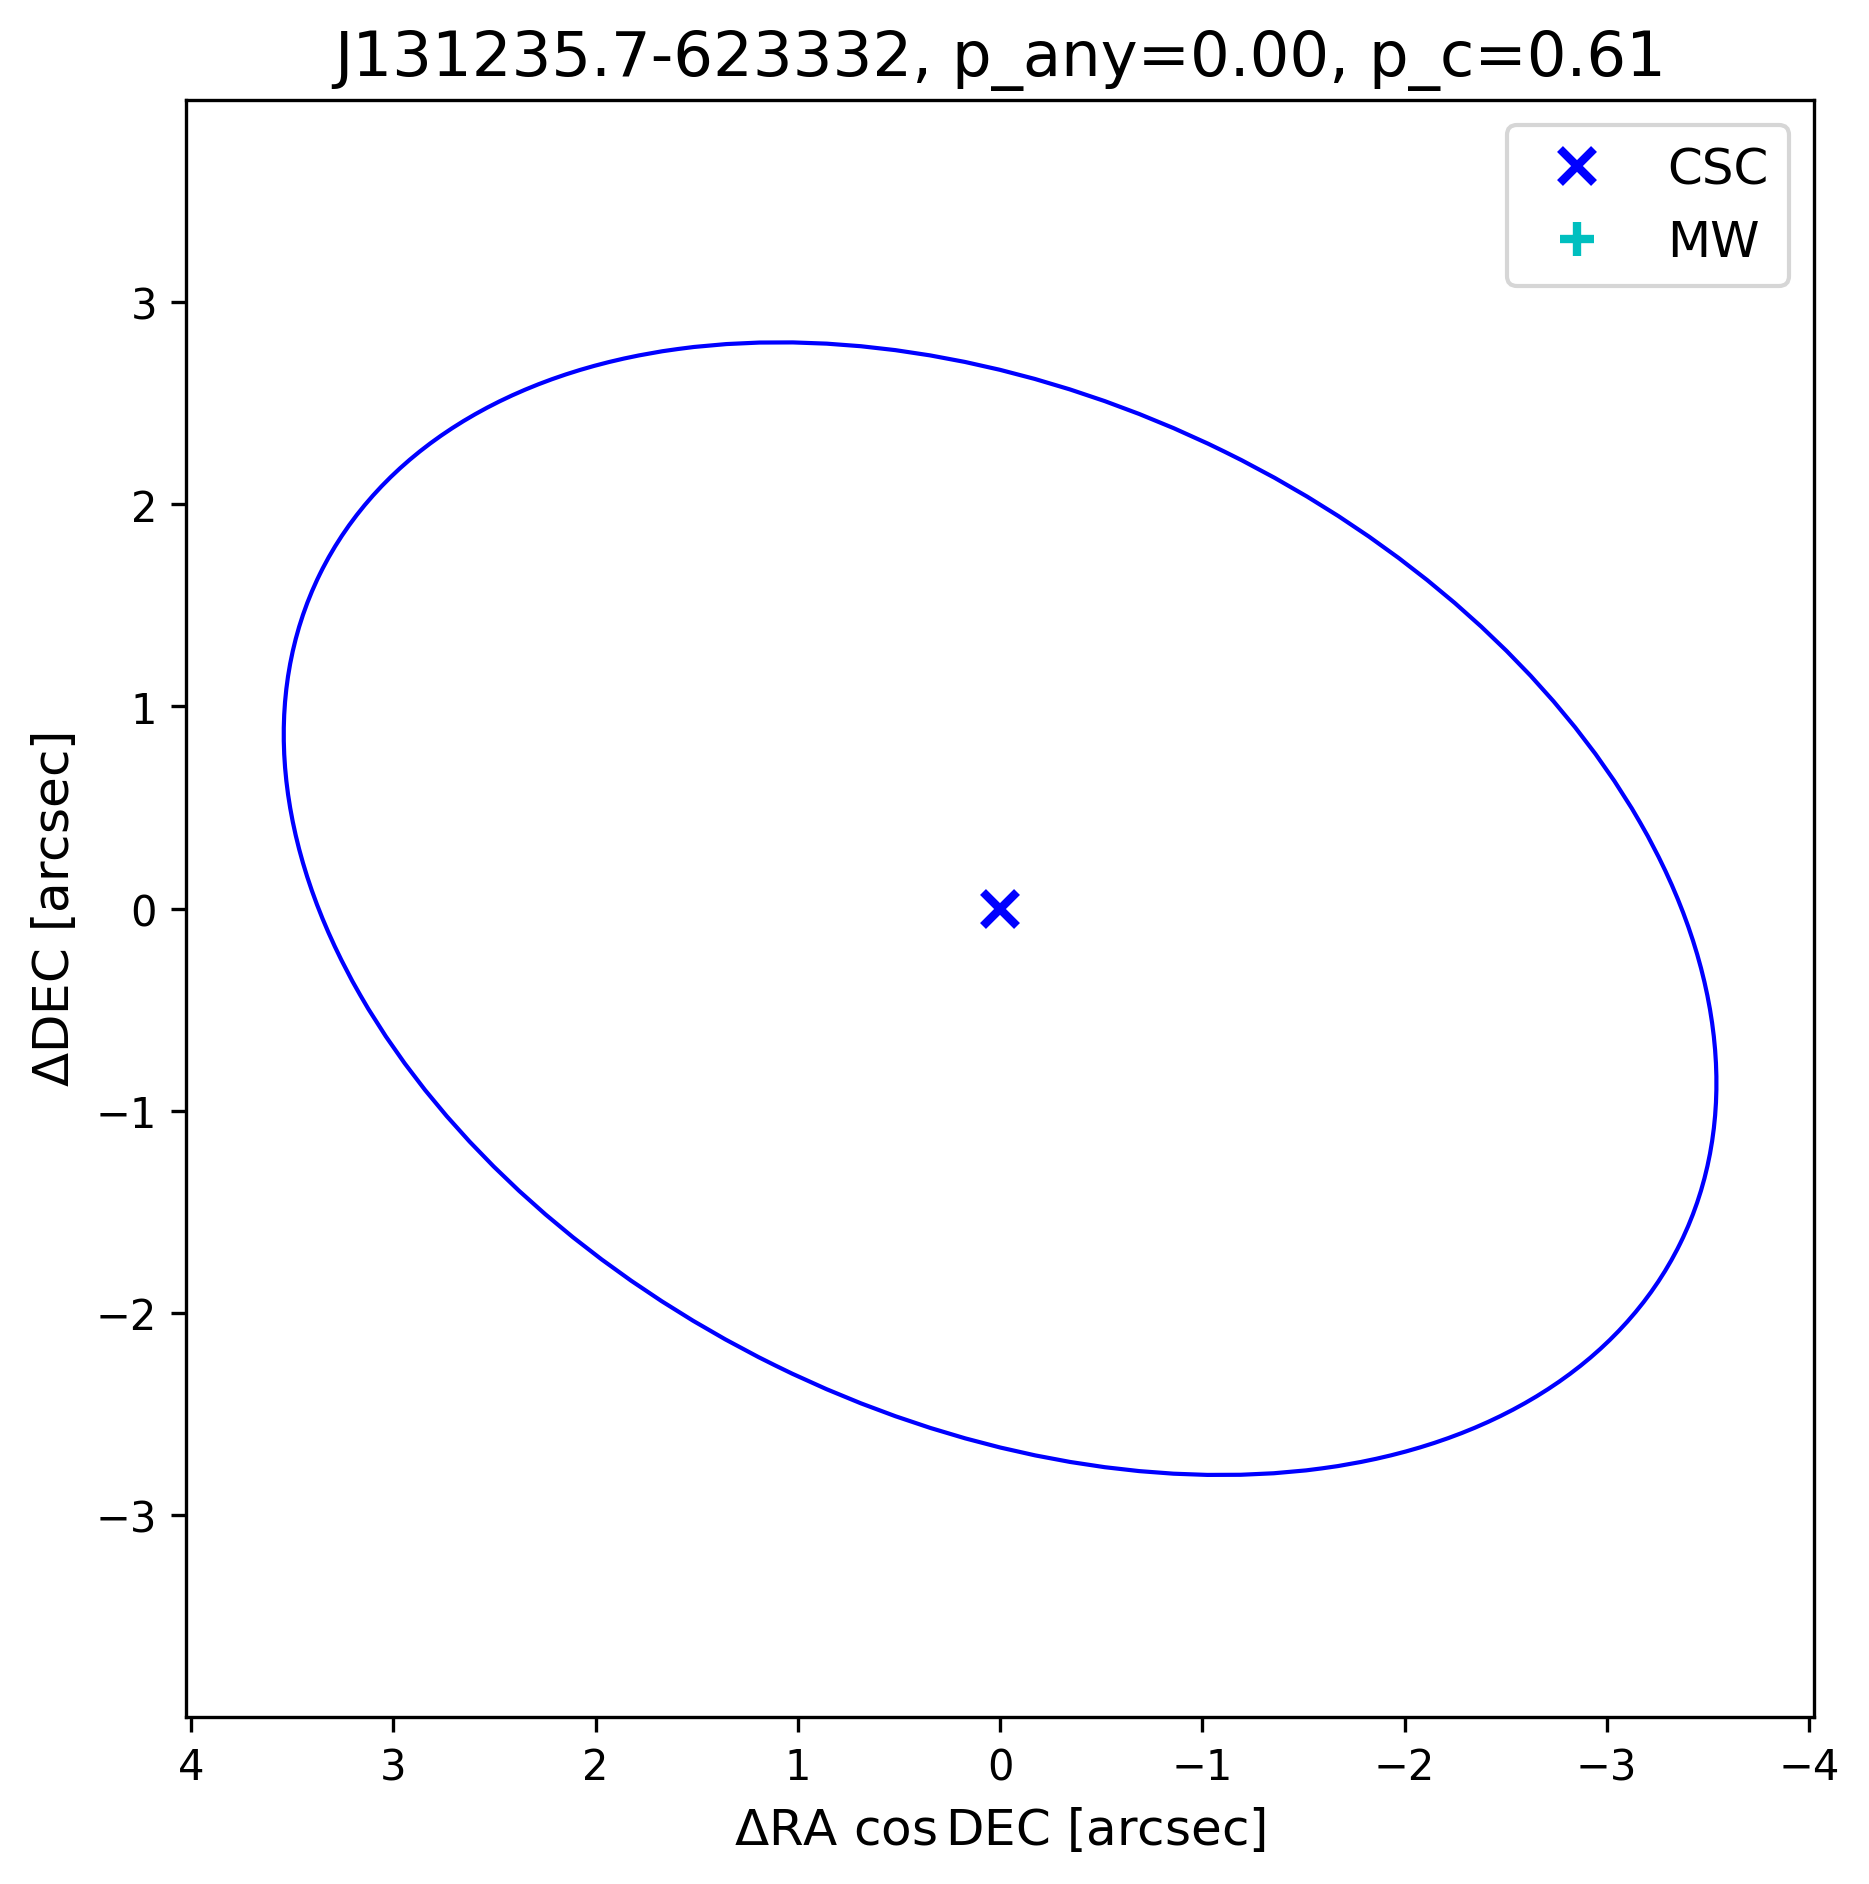 J131235.7-623332, p_any=0.00, p_c=0.61
CSC
MW
3
2
1
0
−1
−2
−3
ΔDEC [arcsec]
4 3 2 1 0 −1 −2 −3 −4
ΔRA cos DEC [arcsec]